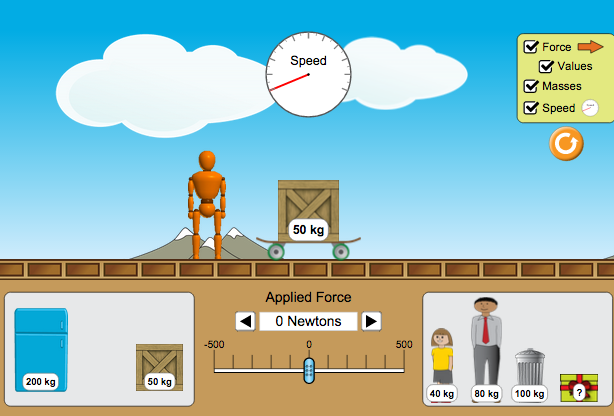 Speed
Force
Values
Masses
Speed
50 kg
Applied Force
0 Newtons
-500
0
500
200 kg
50 kg
40 kg
80 kg
100 kg
?